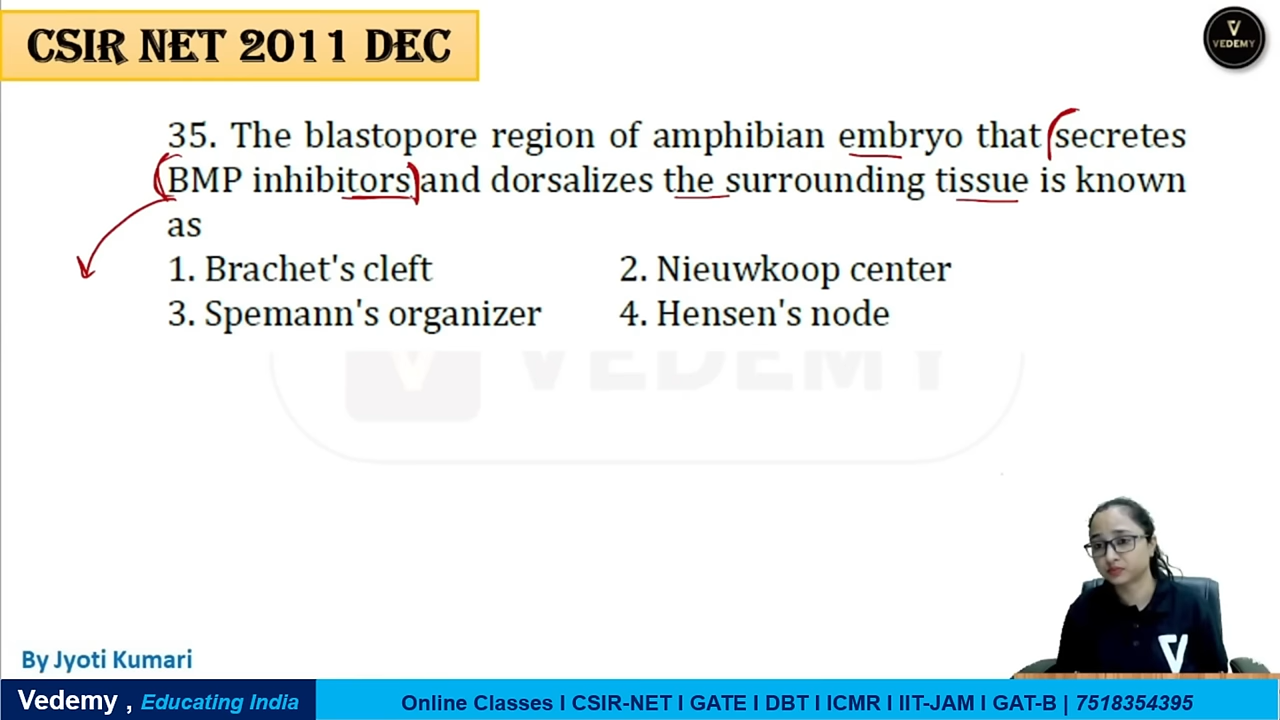 CSIR NET 2011 DEC
V
VEDEMY
35. The blastopore region of amphibian embryo that secretes
BMP inhibitors and dorsalizes the surrounding tissue is known
as
1. Brachet's cleft 2. Nieuwkoop center
3. Spemann's organizer 4. Hensen's node
VEDEMY
By Jyoti Kumari
Vedemy , Educating India
Online Classes I CSIR-NET I GATE I DBT I ICMR I IIT-JAM I GAT-B | 7518354395